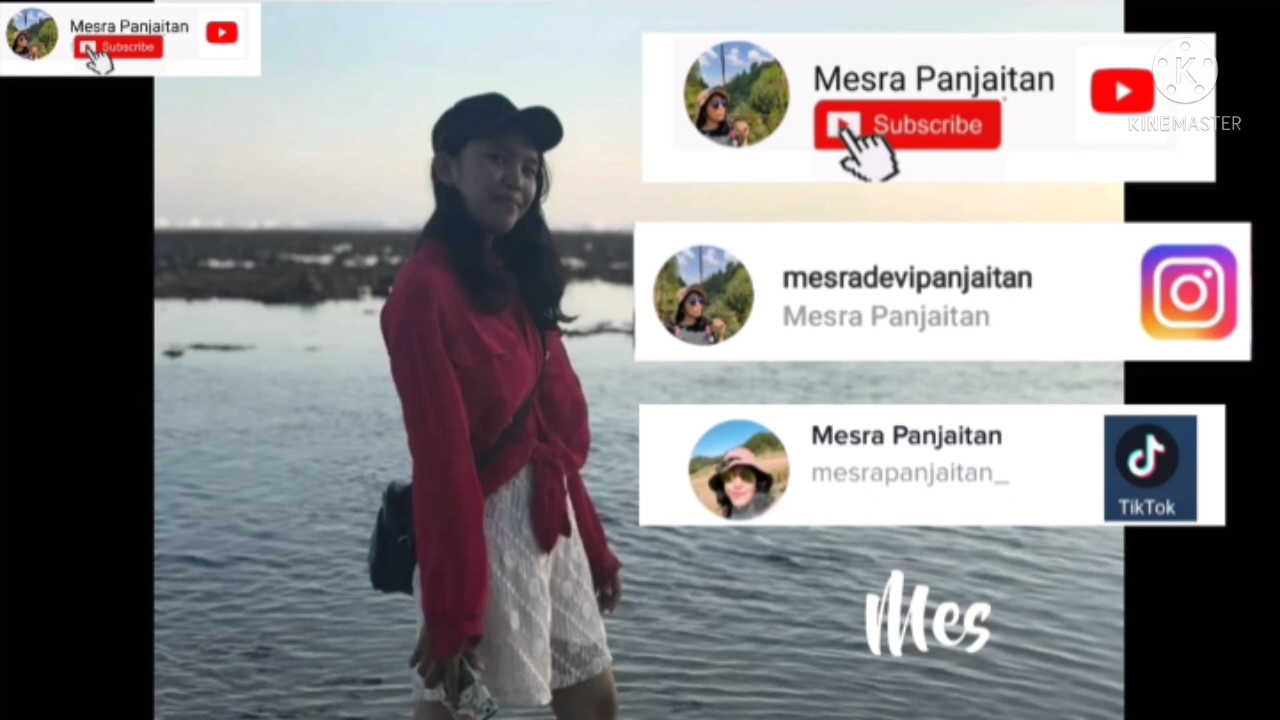 Mesra Panjaitan
Subscribe
Mesra Panjaitan
Subscribe
KINEMASTER
mesradevipanjaitan
Mesra Panjaitan
Mesra Panjaitan
mesrapanjaitan_
TikTok
Mes